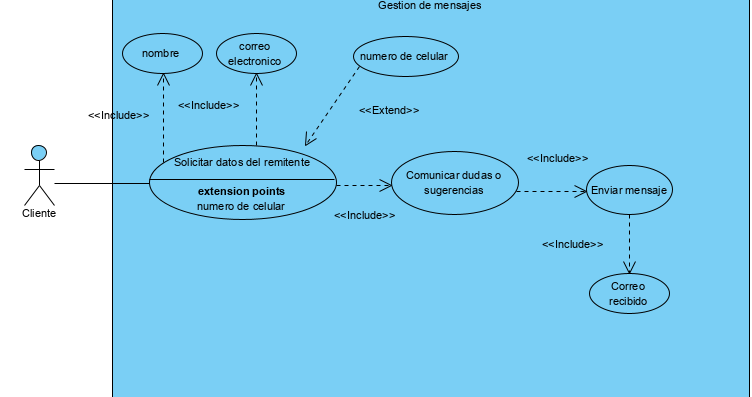 Gestion de mensajes
nombre
correo
electronico
numero de celular
<<Include>>
<<Include>>
<<Extend>>
Solicitar datos del remitente
extension points
numero de celular
Cliente
<<Include>>
Comunicar dudas o
sugerencias
<<Include>>
Enviar mensaje
<<Include>>
Correo
recibido